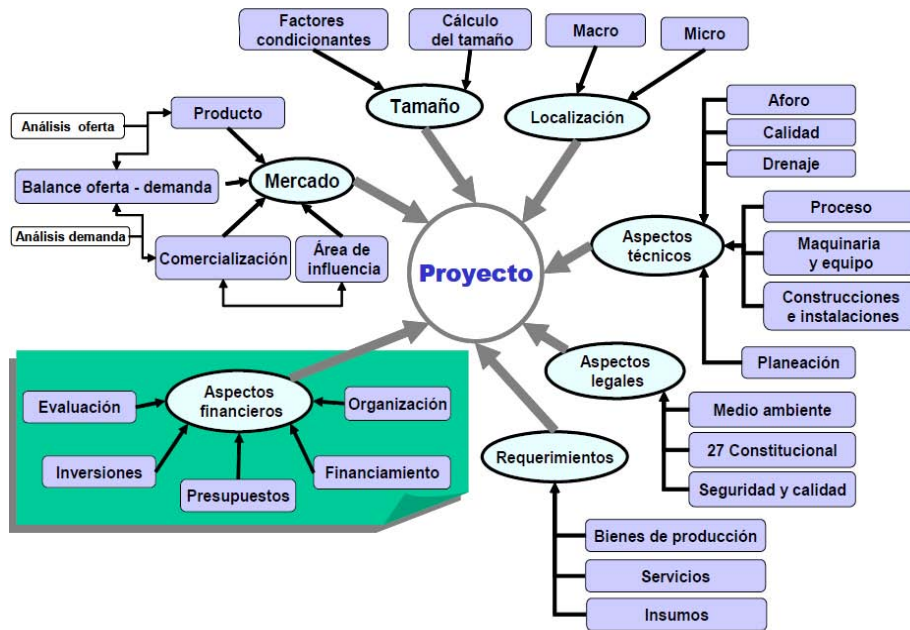 Factores
condicionantes
Cálculo
del tamaño
Macro
Micro
Tamaño
Localización
Análisis oferta
Producto
Balance oferta - demanda
Mercado
Análisis demanda
Comercialización
Área de
influencia
Proyecto
Aspectos
técnicos
Aforo
Calidad
Drenaje
Proceso
Maquinaria
y equipo
Construcciones
e instalaciones
Planeación
Aspectos
legales
Medio ambiente
27 Constitucional
Seguridad y calidad
Requerimientos
Bienes de producción
Servicios
Insumos
Aspectos
financieros
Evaluación
Organización
Inversiones
Financiamiento
Presupuestos